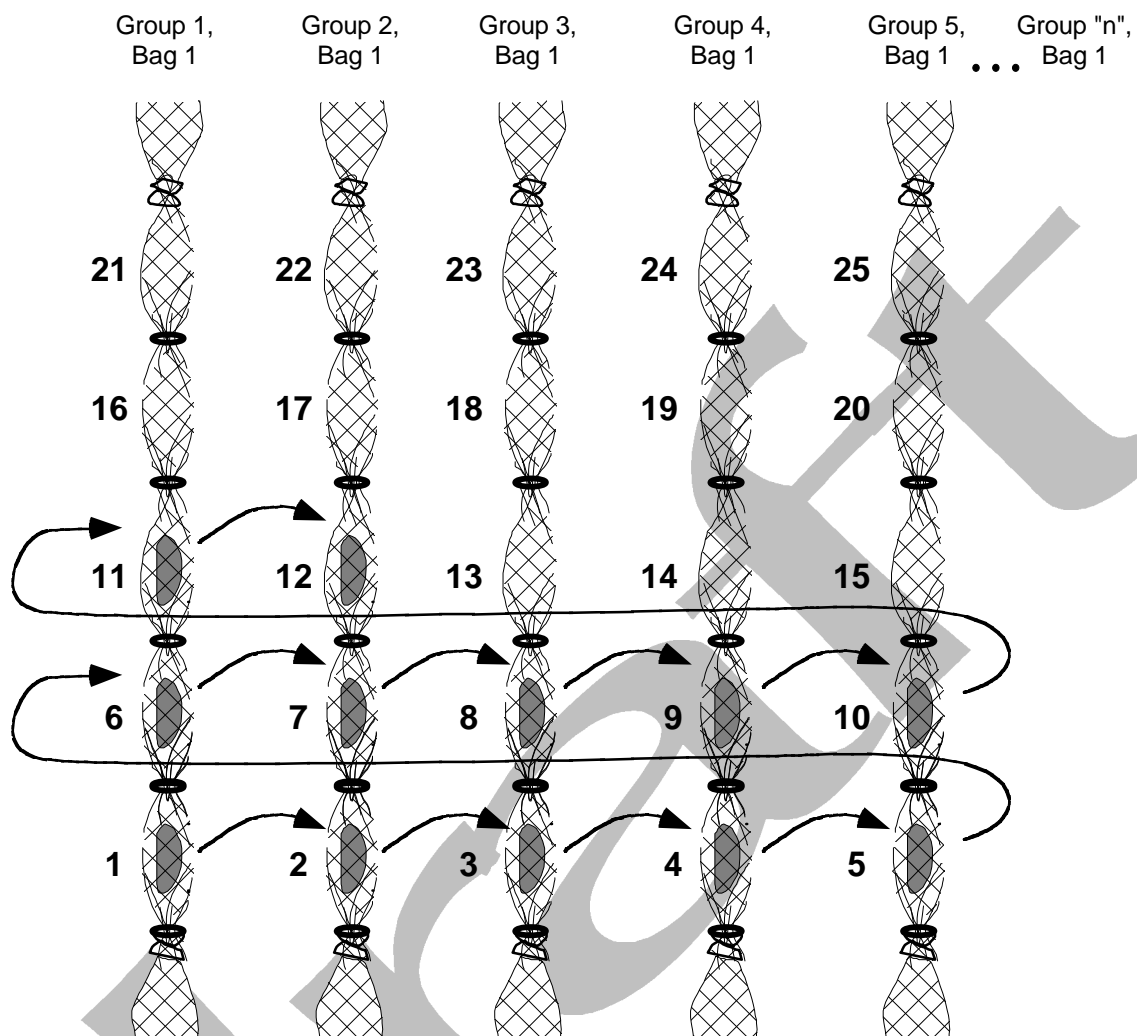 Group 1, Group 2, Group 3, Group 4, Group 5, Group "n",
Bag 1 Bag 1 Bag 1 Bag 1 Bag 1 ... Bag 1
21 22 23 24 25
16 17 18 19 20
11 12 13 14 15
6 7 8 9 10
1 2 3 4 5